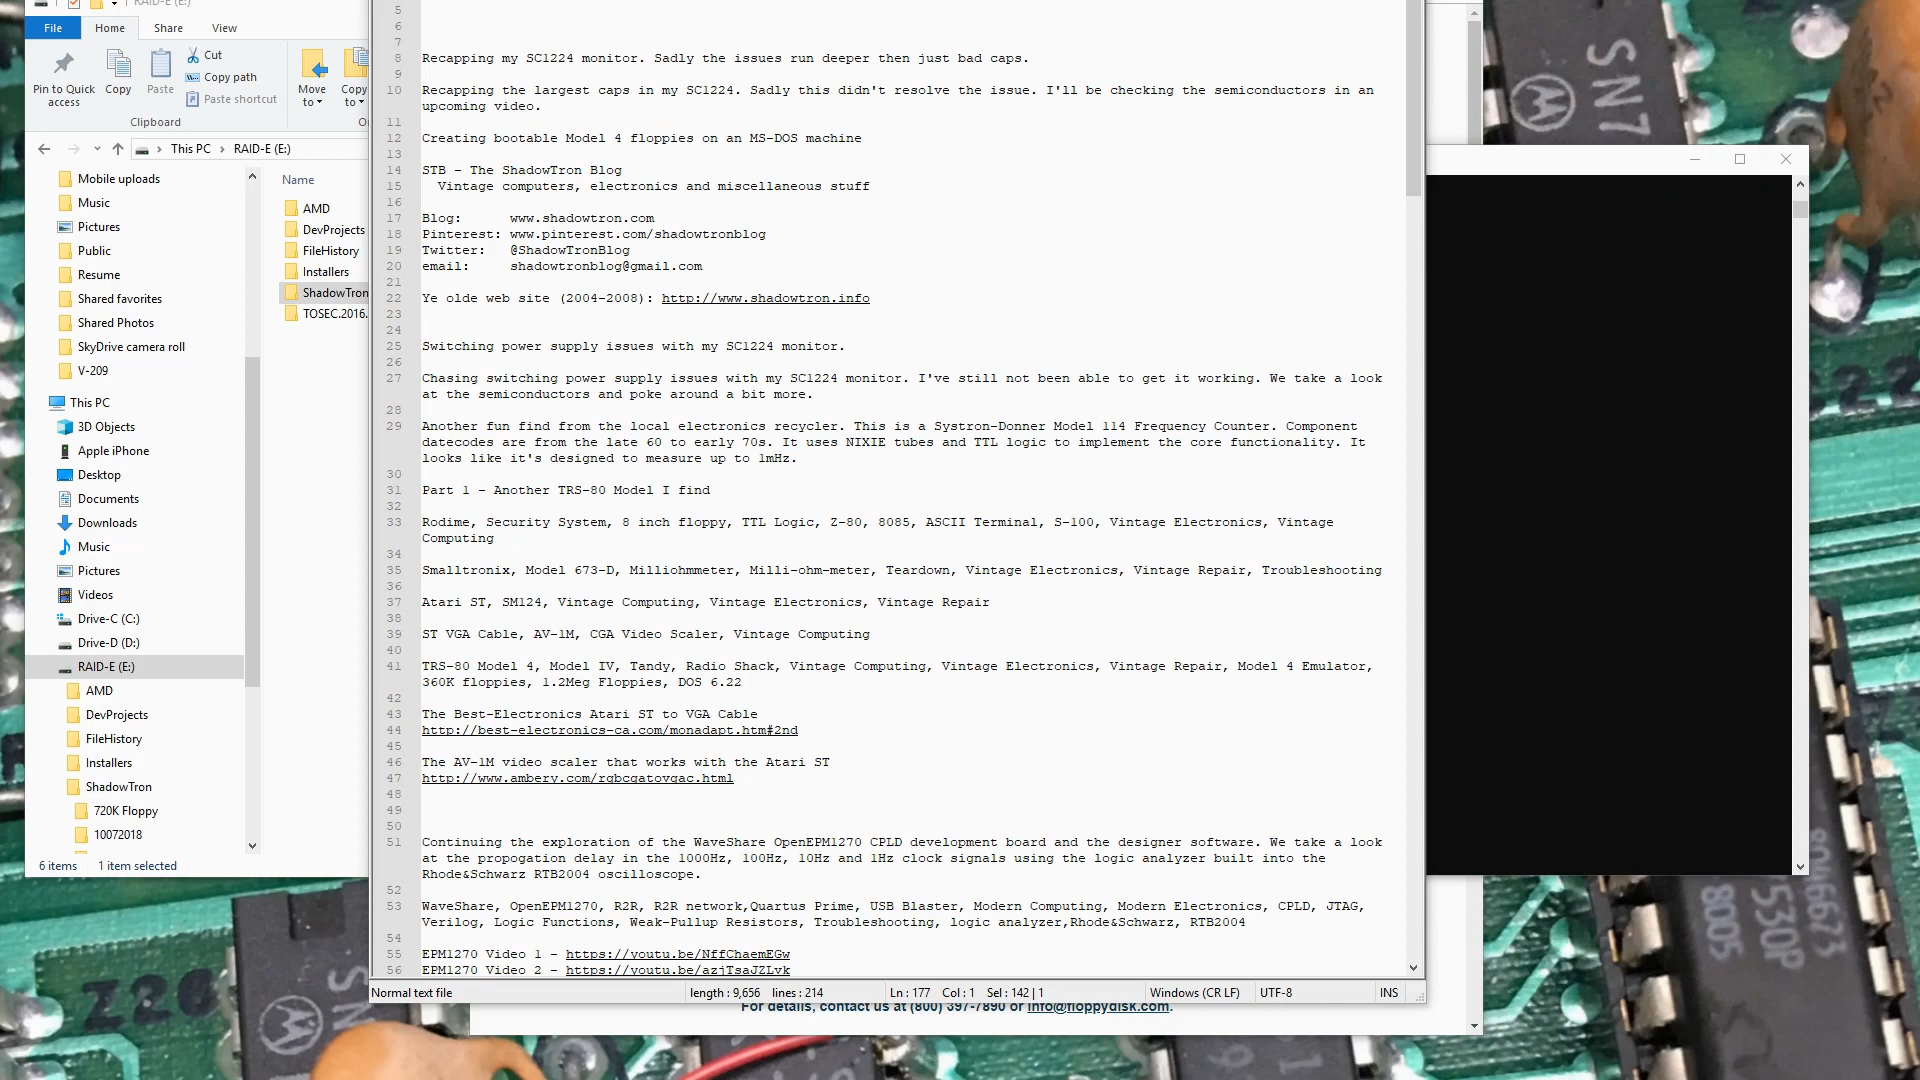 RAID-E (E:)
File Home Share View
Pin to Quick access
Copy
Paste
Cut
Copy path
Paste shortcut
Move to
Copy to
Clipboard
This PC > RAID-E (E:)
Mobile uploads
Music
Pictures
Public
Resume
Shared favorites
Shared Photos
SkyDrive camera roll
V-209
This PC
3D Objects
Apple iPhone
Desktop
Documents
Downloads
Music
Pictures
Videos
Drive-C (C:)
Drive-D (D:)
RAID-E (E:)
AMD
DevProjects
FileHistory
Installers
ShadowTron
720K Floppy
10072018
6 items 1 item selected
Name
AMD
DevProjects
FileHistory
Installers
ShadowTron
TOSEC.2016.
5
6
7
8 Recapping my SC1224 monitor. Sadly the issues run deeper then just bad caps.
9
10 Recapping the largest caps in my SC1224. Sadly this didn't resolve the issue. I'll be checking the semiconductors in an
upcoming video.
11
12 Creating bootable Model 4 floppies on an MS-DOS machine
13
14 STB - The ShadowTron Blog
15 Vintage computers, electronics and miscellaneous stuff
16
17 Blog: www.shadowtron.com
18 Pinterest: www.pinterest.com/shadowtronblog
19 Twitter: @ShadowTronBlog
20 email: shadowtronblog@gmail.com
21
22 Ye olde web site (2004-2008): http://www.shadowtron.info
23
24
25 Switching power supply issues with my SC1224 monitor.
26
27 Chasing switching power supply issues with my SC1224 monitor. I've still not been able to get it working. We take a look
at the semiconductors and poke around a bit more.
28
29 Another fun find from the local electronics recycler. This is a Systron-Donner Model 114 Frequency Counter. Component
datecodes are from the late 60 to early 70s. It uses NIXIE tubes and TTL logic to implement the core functionality. It
looks like it's designed to measure up to 1mHz.
30
31 Part 1 - Another TRS-80 Model I find
32
33 Rodime, Security System, 8 inch floppy, TTL Logic, Z-80, 8085, ASCII Terminal, S-100, Vintage Electronics, Vintage
Computing
34
35 Smalltronix, Model 673-D, Milliohmmeter, Milli-ohm-meter, Teardown, Vintage Electronics, Vintage Repair, Troubleshooting
36
37 Atari ST, SM124, Vintage Computing, Vintage Electronics, Vintage Repair
38
39 ST VGA Cable, AV-1M, CGA Video Scaler, Vintage Computing
40
41 TRS-80 Model 4, Model IV, Tandy, Radio Shack, Vintage Computing, Vintage Electronics, Vintage Repair, Model 4 Emulator,
360K floppies, 1.2Meg Floppies, DOS 6.22
42
43 The Best-Electronics Atari ST to VGA Cable
44 http://best-electronics-ca.com/monadapt.htm#2nd
45
46 The AV-1M video scaler that works with the Atari ST
47 http://www.ambery.com/rgbcgatovgac.html
48
49
50
51 Continuing the exploration of the WaveShare OpenEPM1270 CPLD development board and the designer software. We take a look
at the propogation delay in the 1000Hz, 100Hz, 10Hz and 1Hz clock signals using the logic analyzer built into the
Rhode&Schwarz RTB2004 oscilloscope.
52
53 WaveShare, OpenEPM1270, R2R, R2R network,Quartus Prime, USB Blaster, Modern Computing, Modern Electronics, CPLD, JTAG,
Verilog, Logic Functions, Weak-Pullup Resistors, Troubleshooting, logic analyzer,Rhode&Schwarz, RTB2004
54
55 EPM1270 Video 1 - https://youtu.be/NffChaemEGw
56 EPM1270 Video 2 - https://youtu.be/azjTsaJZLvk
Normal text file length : 9,656 lines : 214 Ln : 177 Col : 1 Sel : 142 | 1 Windows (CR LF) UTF-8 INS
For details, contact us at (800) 397-7890 or info@floppydisk.com.
SN7
8005
530P